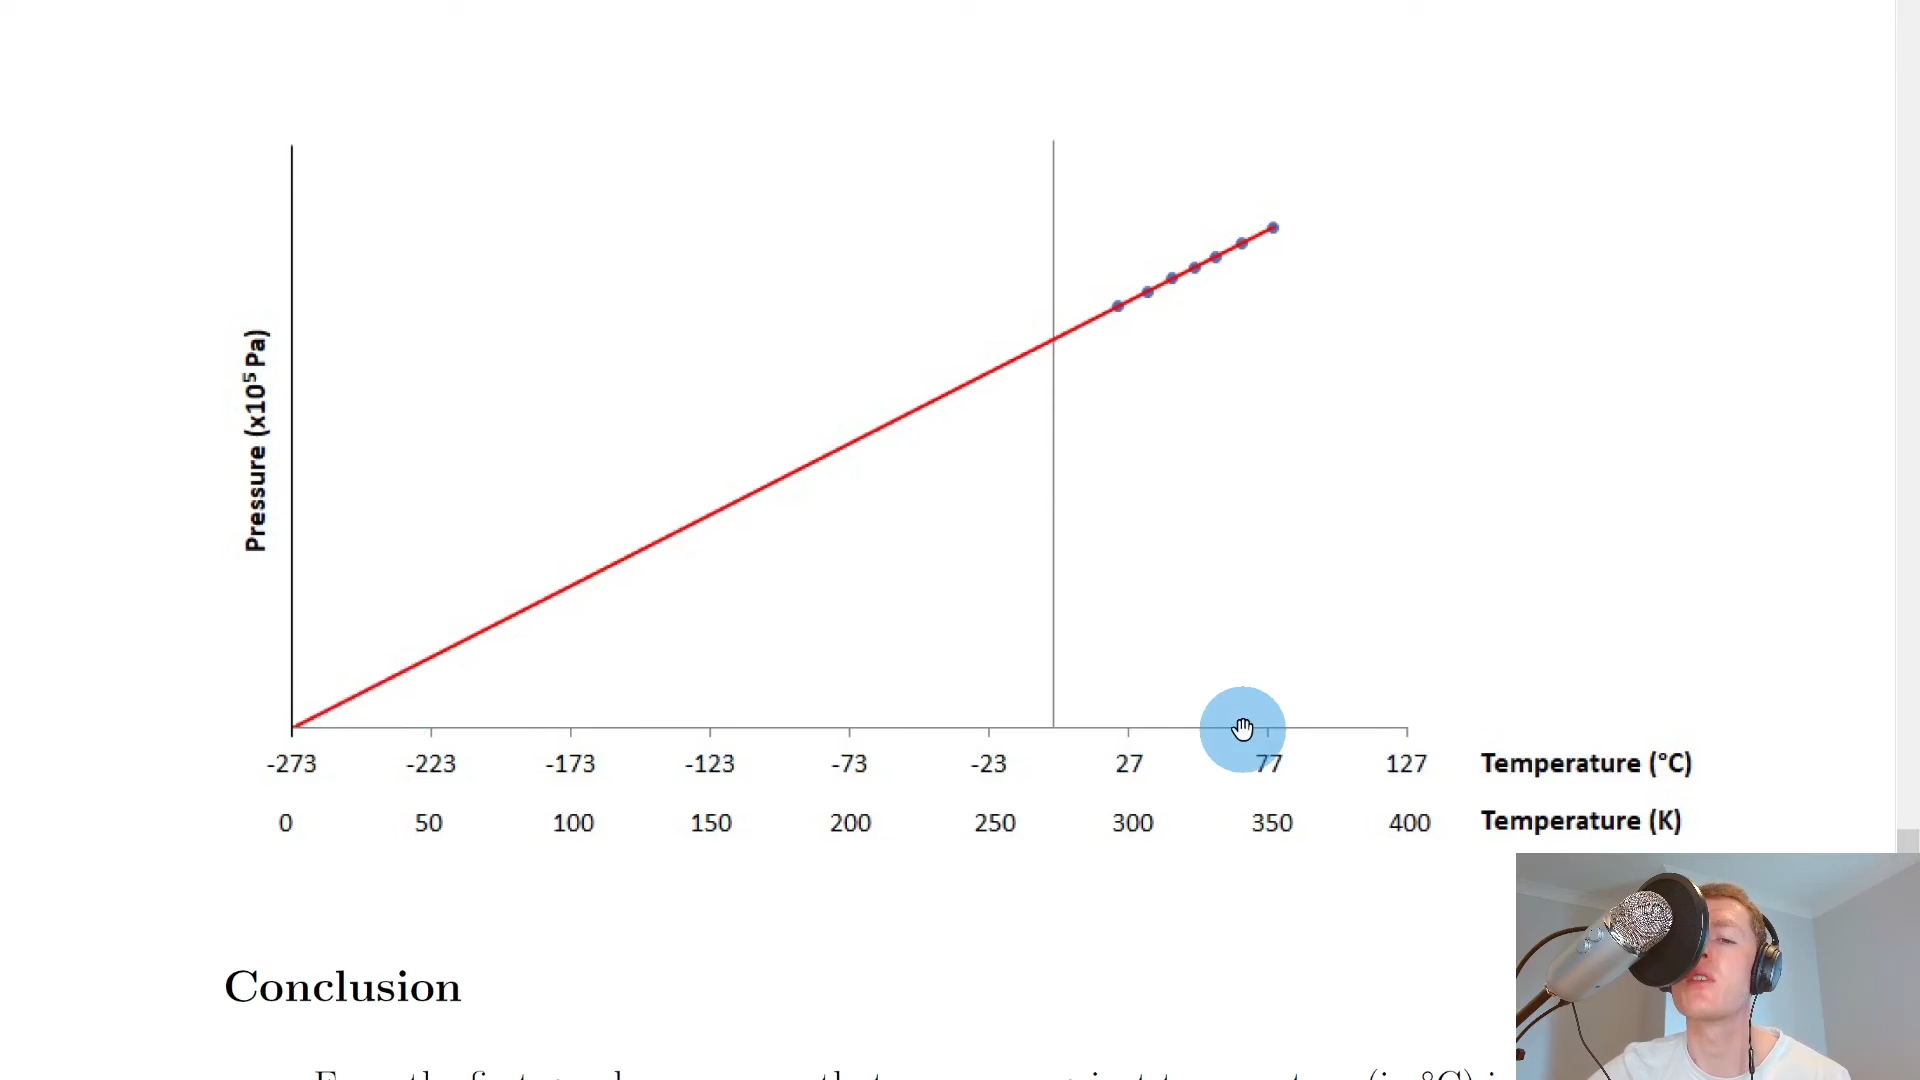 Pressure (x10⁵ Pa)
-273 -223 -173 -123 -73 -23 27 77 127 Temperature (°C)
0 50 100 150 200 250 300 350 400 Temperature (K)
Conclusion